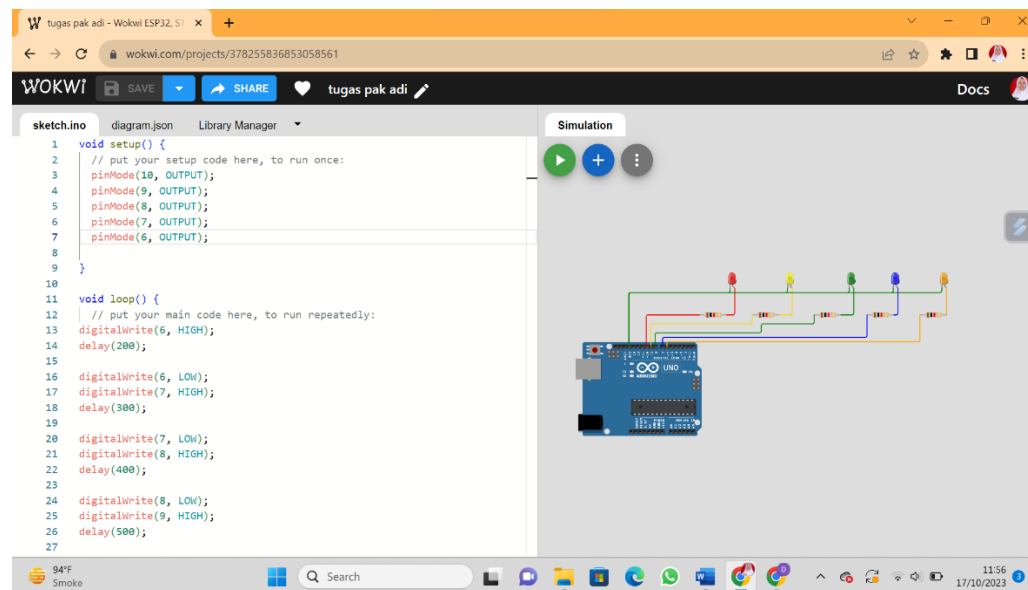 tugas pak adi - Wokwi ESP32, ST
wokwi.com/projects/378255836853058561
WOKWI SAVE SHARE tugas pak adi Docs
sketch.ino diagram.json Library Manager Simulation
1 void setup() {
2 // put your setup code here, to run once:
3 pinMode(10, OUTPUT);
4 pinMode(9, OUTPUT);
5 pinMode(8, OUTPUT);
6 pinMode(7, OUTPUT);
7 pinMode(6, OUTPUT);
8
9 }
10
11 void loop() {
12 // put your main code here, to run repeatedly:
13 digitalWrite(6, HIGH);
14 delay(200);
15
16 digitalWrite(6, LOW);
17 digitalWrite(7, HIGH);
18 delay(300);
19
20 digitalWrite(7, LOW);
21 digitalWrite(8, HIGH);
22 delay(400);
23
24 digitalWrite(8, LOW);
25 digitalWrite(9, HIGH);
26 delay(500);
27
UNO
ARDUINO
94°F
Smoke
Search
11:56
17/10/2023
3